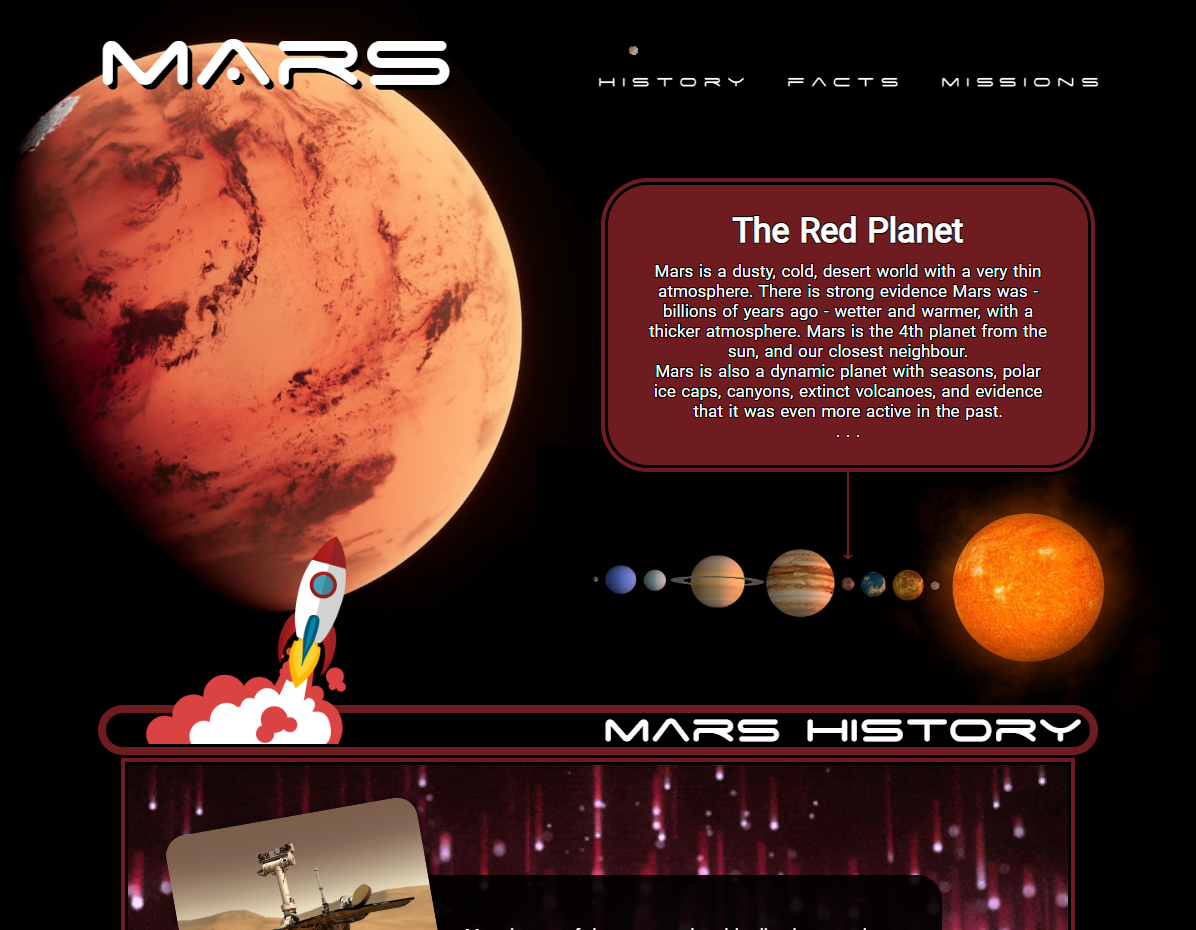 MARS
HISTORY FACTS MISSIONS
The Red Planet
Mars is a dusty, cold, desert world with a very thin
atmosphere. There is strong evidence Mars was -
billions of years ago - wetter and warmer, with a
thicker atmosphere. Mars is the 4th planet from the
sun, and our closest neighbour.
Mars is also a dynamic planet with seasons, polar
ice caps, canyons, extinct volcanoes, and evidence
that it was even more active in the past.
. . .
MARS HISTORY